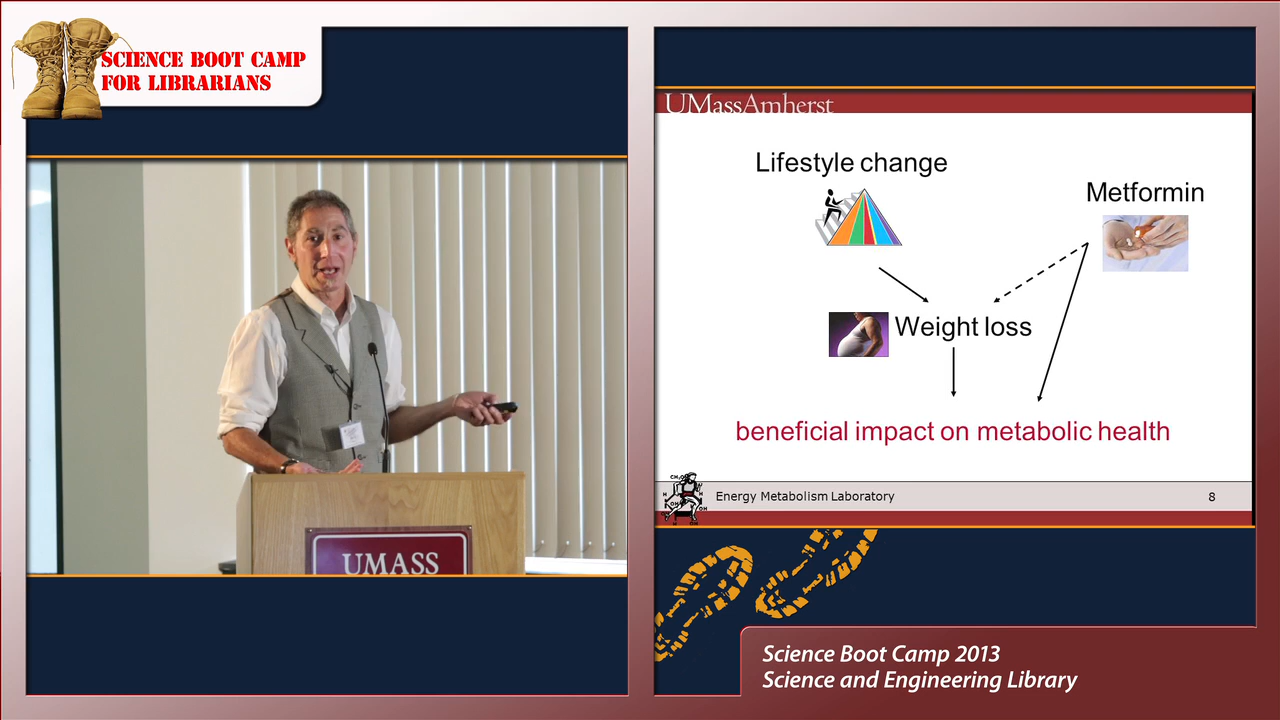 SCIENCE BOOT CAMP
FOR LIBRARIANS
UMASS
UMassAmherst
Lifestyle change
Metformin
Weight loss
beneficial impact on metabolic health
Energy Metabolism Laboratory
8
Science Boot Camp 2013
Science and Engineering Library